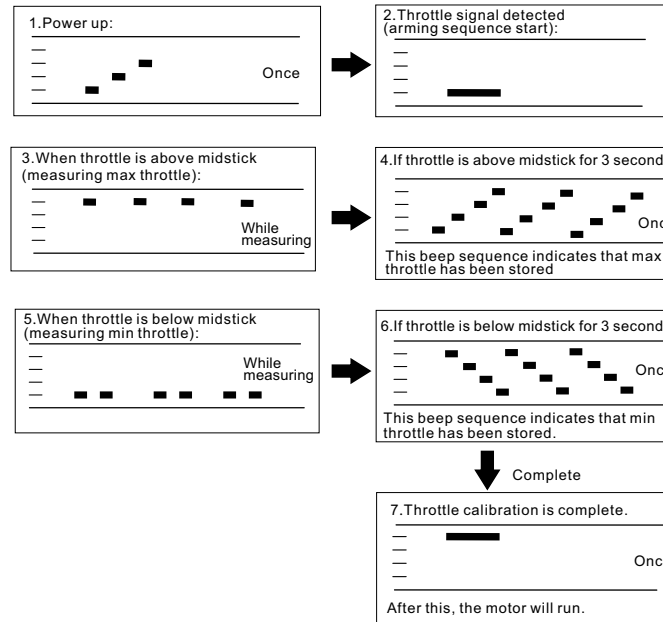 1.Power up:
Once
2.Throttle signal detected
(arming sequence start):
3.When throttle is above midstick
(measuring max throttle):
While
measuring
4.If throttle is above midstick for 3 second
This beep sequence indicates that max
throttle has been stored
5.When throttle is below midstick
(measuring min throttle):
While
measuring
6.If throttle is below midstick for 3 second
This beep sequence indicates that min
throttle has been stored.
Complete
7.Throttle calibration is complete.
After this, the motor will run.